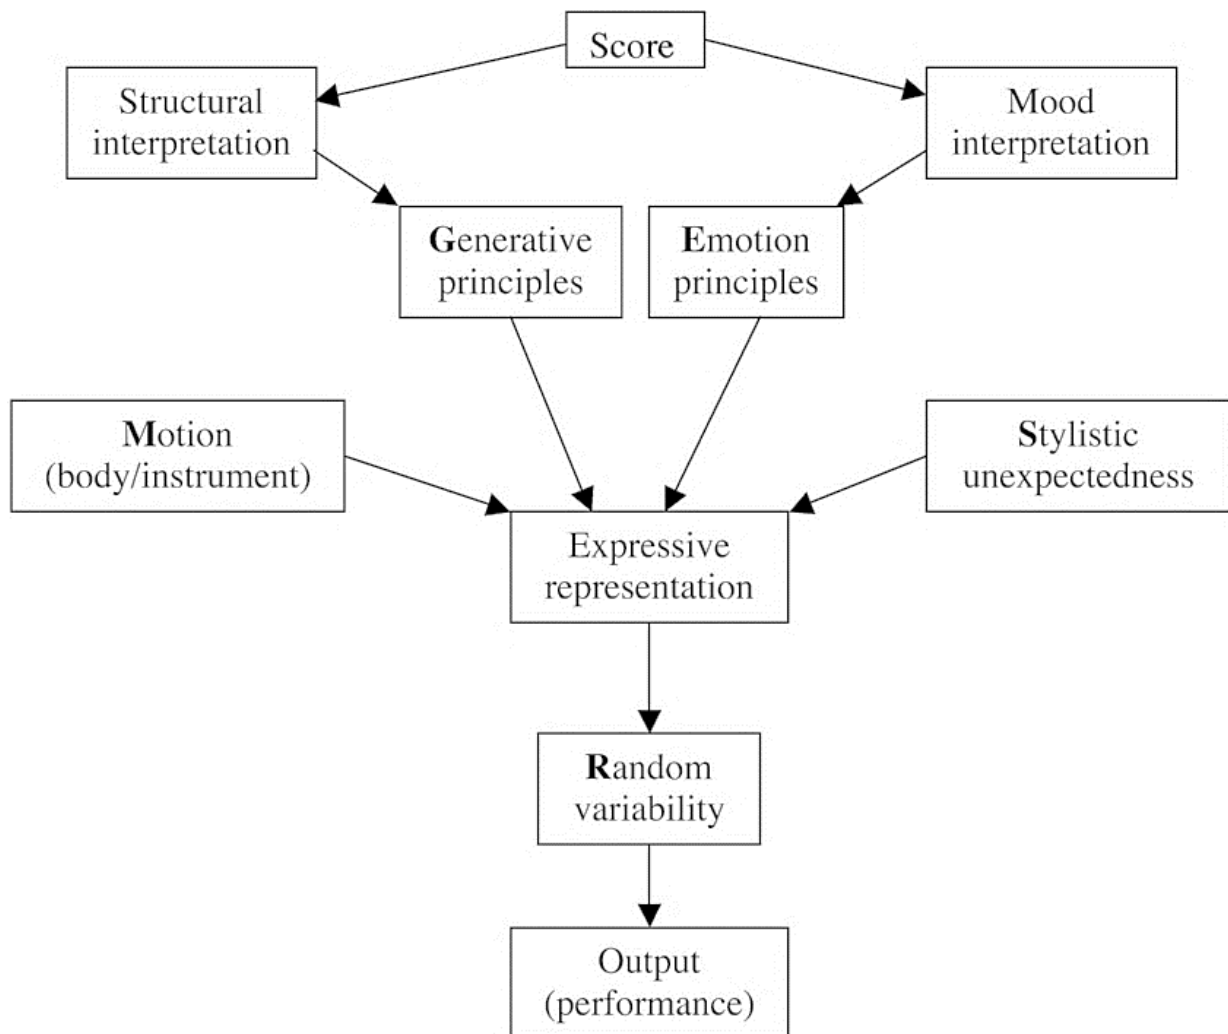 Score
Structural
interpretation
Mood
interpretation
Generative
principles
Emotion
principles
Motion
(body/instrument)
Stylistic
unexpectedness
Expressive
representation
Random
variability
Output
(performance)